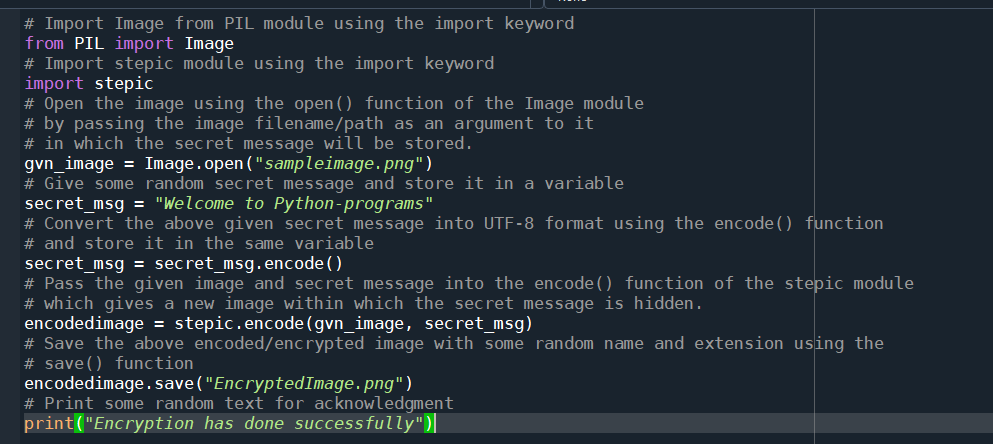 # Import Image from PIL module using the import keyword
from PIL import Image
# Import stepic module using the import keyword
import stepic
# Open the image using the open() function of the Image module
# by passing the image filename/path as an argument to it
# in which the secret message will be stored.
gvn_image = Image.open("sampleimage.png")
# Give some random secret message and store it in a variable
secret_msg = "Welcome to Python-programs"
# Convert the above given secret message into UTF-8 format using the encode() function
# and store it in the same variable
secret_msg = secret_msg.encode()
# Pass the given image and secret message into the encode() function of the stepic module
# which gives a new image within which the secret message is hidden.
encodedimage = stepic.encode(gvn_image, secret_msg)
# Save the above encoded/encrypted image with some random name and extension using the
# save() function
encodedimage.save("EncryptedImage.png")
# Print some random text for acknowledgment
print("Encryption has done successfully")